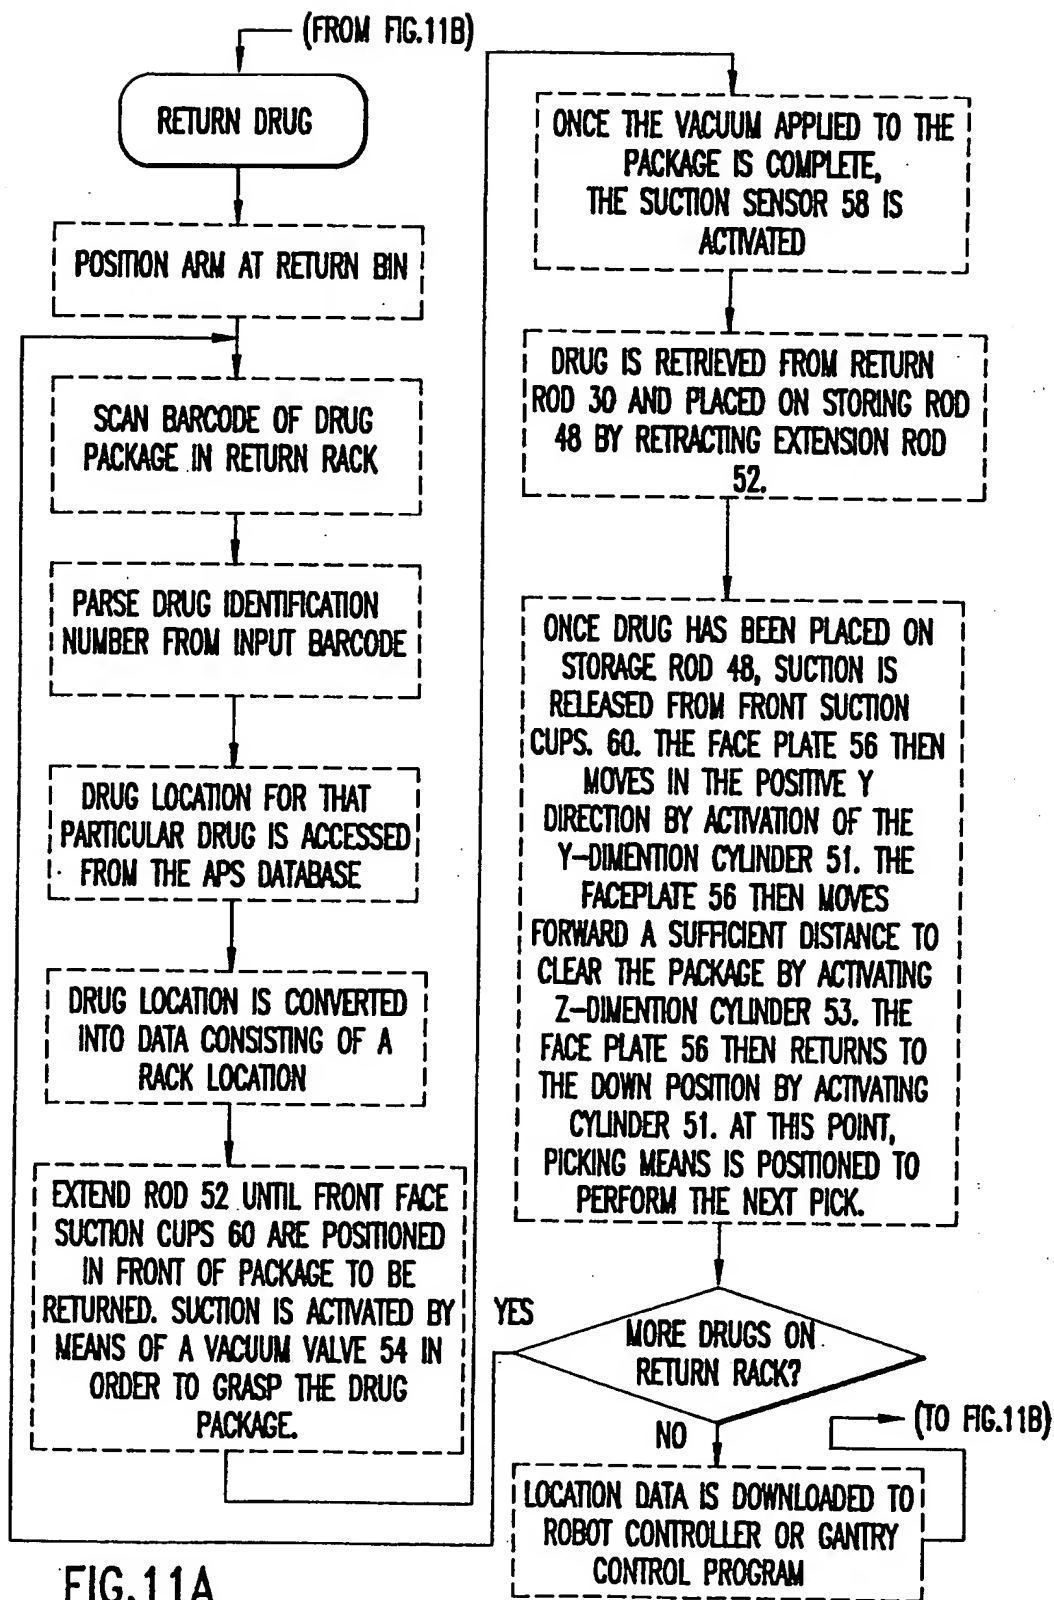 (FROM FIG.11B)
RETURN DRUG
POSITION ARM AT RETURN BIN
SCAN BARCODE OF DRUG
PACKAGE IN RETURN RACK
PARSE DRUG IDENTIFICATION
NUMBER FROM INPUT BARCODE
DRUG LOCATION FOR THAT
PARTICULAR DRUG IS ACCESSED
FROM THE APS DATABASE
DRUG LOCATION IS CONVERTED
INTO DATA CONSISTING OF A
RACK LOCATION
EXTEND ROD 52 UNTIL FRONT FACE
SUCTION CUPS 60 ARE POSITIONED
IN FRONT OF PACKAGE TO BE
RETURNED. SUCTION IS ACTIVATED BY
MEANS OF A VACUUM VALVE 54 IN
ORDER TO GRASP THE DRUG
PACKAGE.
ONCE THE VACUUM APPLIED TO THE
PACKAGE IS COMPLETE,
THE SUCTION SENSOR 58 IS
ACTIVATED
DRUG IS RETRIEVED FROM RETURN
ROD 30 AND PLACED ON STORING ROD
48 BY RETRACTING EXTENSION ROD
52.
ONCE DRUG HAS BEEN PLACED ON
STORAGE ROD 48, SUCTION IS
RELEASED FROM FRONT SUCTION
CUPS. 60. THE FACE PLATE 56 THEN
MOVES IN THE POSITIVE Y
DIRECTION BY ACTIVATION OF THE
Y-DIMENTION CYLINDER 51. THE
FACEPLATE 56 THEN MOVES
FORWARD A SUFFICIENT DISTANCE TO
CLEAR THE PACKAGE BY ACTIVATING
Z-DIMENTION CYLINDER 53. THE
FACE PLATE 56 THEN RETURNS TO
THE DOWN POSITION BY ACTIVATING
CYLINDER 51. AT THIS POINT,
PICKING MEANS IS POSITIONED TO
PERFORM THE NEXT PICK.
YES
MORE DRUGS ON
RETURN RACK?
NO
(TO FIG.11B)
LOCATION DATA IS DOWNLOADED TO
ROBOT CONTROLLER OR GANTRY
CONTROL PROGRAM
FIG.11A